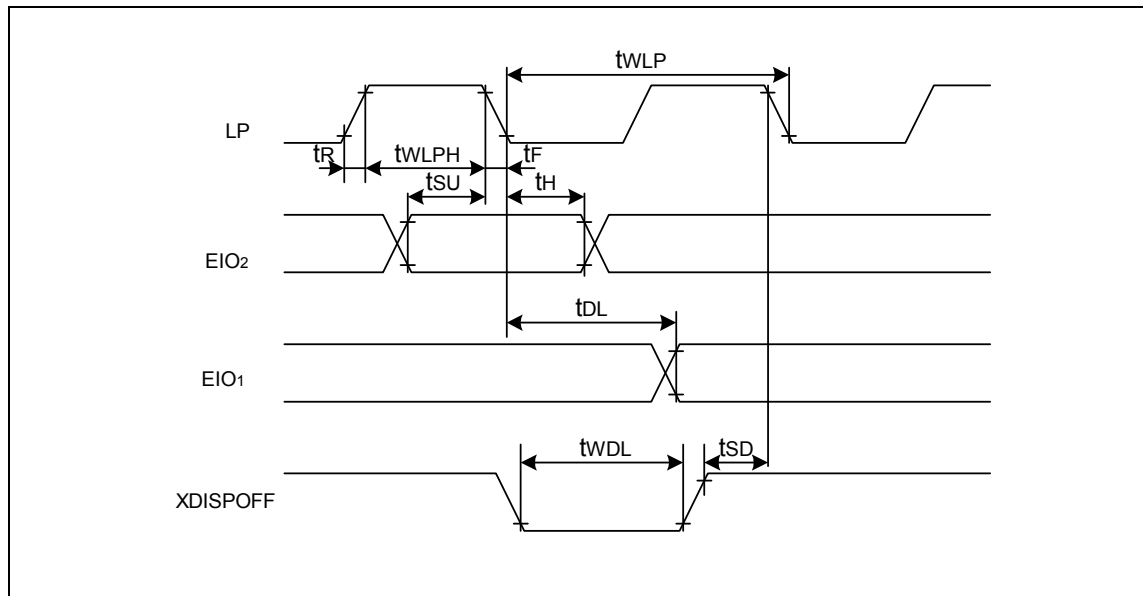 tWLP
LP
tR tWLPH tF
tSU tH
EIO2
tDL
EIO1
tWDL tSD
XDISPOFF